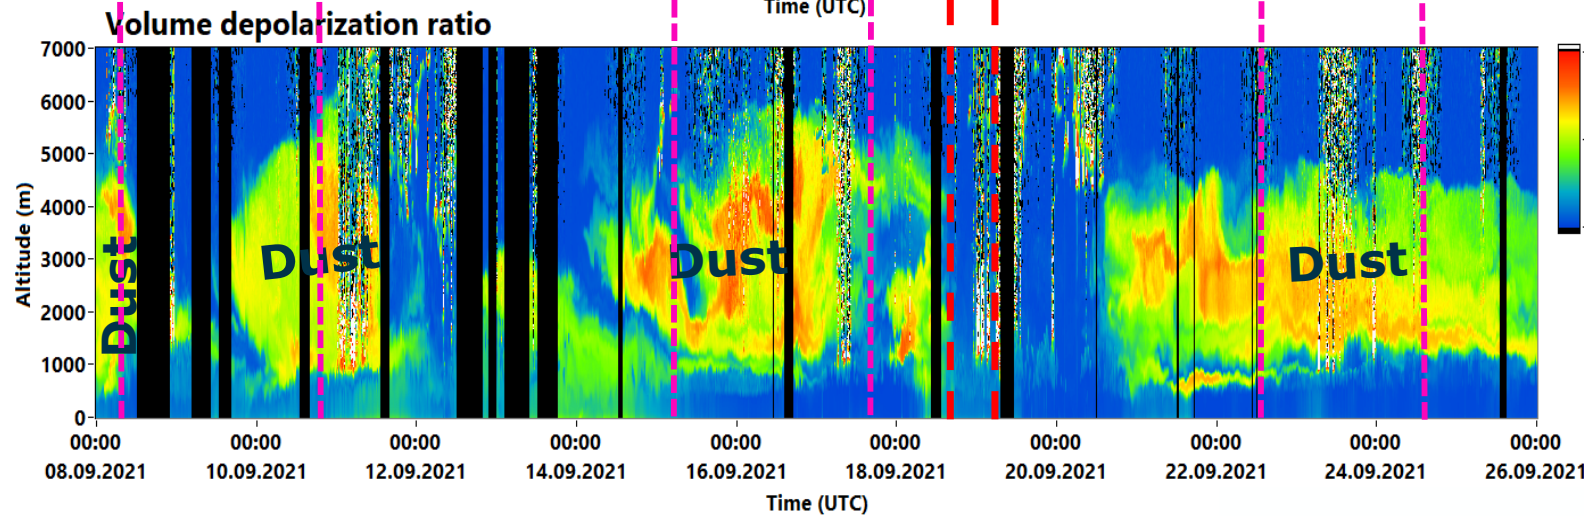 Time (UTC)
Volume depolarization ratio
7000
6000
5000
4000
3000
2000
1000
0
Altitude (m)
Dust
Dust
Dust
Dust
00:00 00:00 00:00 00:00 00:00 00:00 00:00 00:00 00:00 00:00
08.09.2021 10.09.2021 12.09.2021 14.09.2021 16.09.2021 18.09.2021 20.09.2021 22.09.2021 24.09.2021 26.09.2021
Time (UTC)